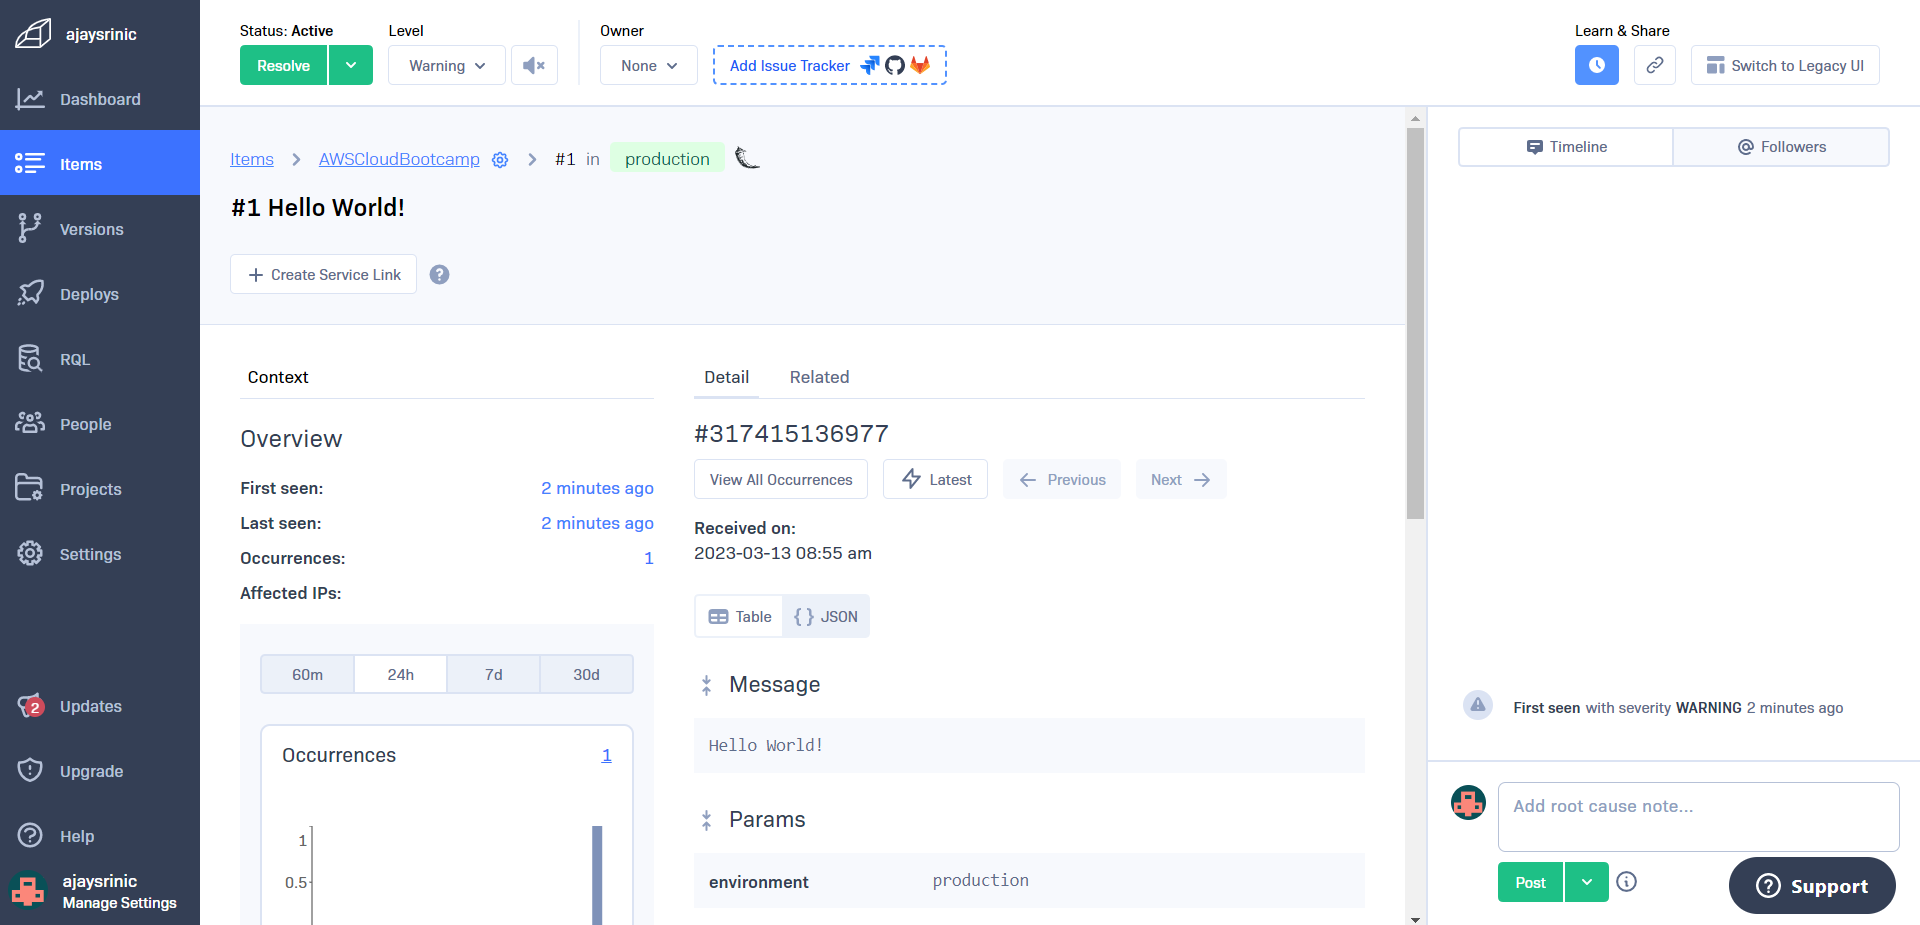 ajaysrinic
Dashboard
Items
Versions
Deploys
RQL
People
Projects
Settings
2
Updates
Upgrade
Help
ajaysrinic
Manage Settings
Status: Active
Resolve
Level
Warning
Owner
None
Add Issue Tracker
Learn & Share
Switch to Legacy UI
Items > AWSCloudBootcamp > #1 in production
#1 Hello World!
+ Create Service Link ?
Context
Overview
First seen: 2 minutes ago
Last seen: 2 minutes ago
Occurrences: 1
Affected IPs:
60m 24h 7d 30d
Occurrences 1
1
0.5
Detail Related
#317415136977
View All Occurrences Latest Previous Next
Received on:
2023-03-13 08:55 am
Table { } JSON
Message
Hello World!
Params
environment production
Timeline @ Followers
First seen with severity WARNING 2 minutes ago
Add root cause note...
Post
? Support